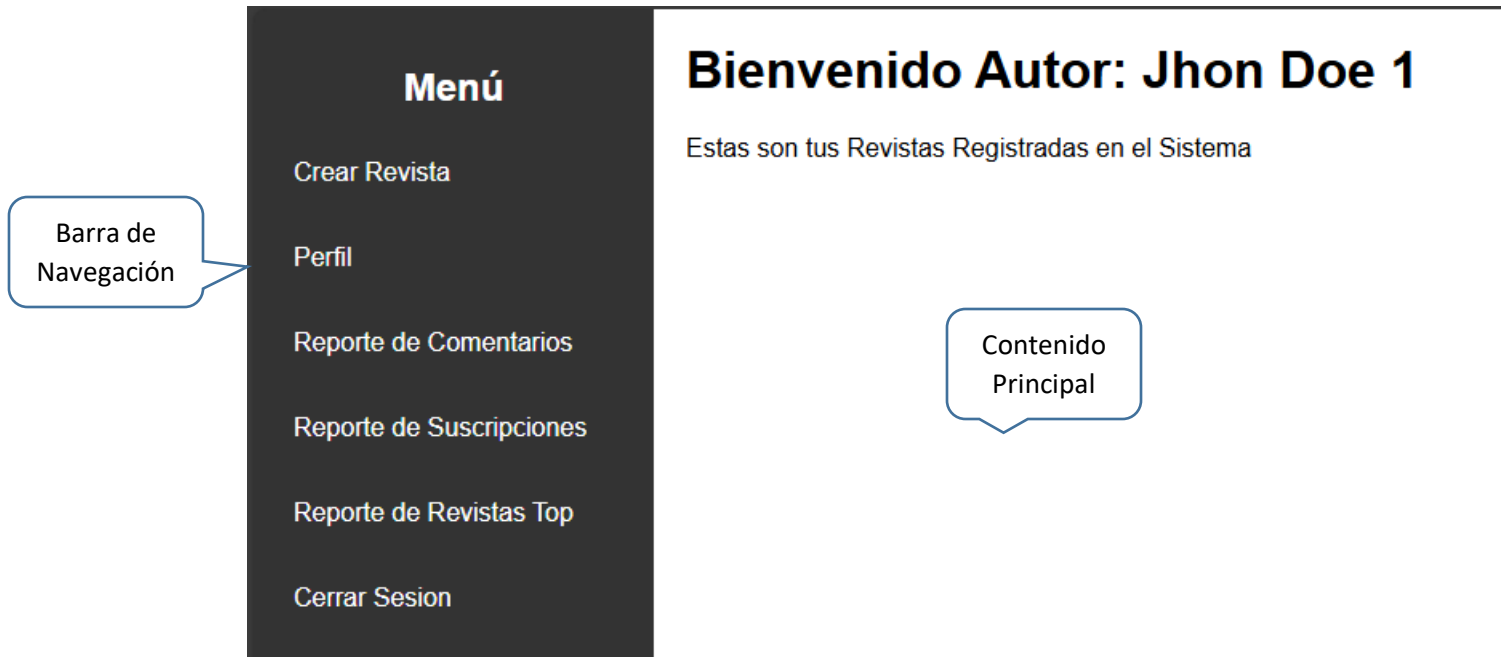 Menú
Crear Revista
Perfil
Reporte de Comentarios
Reporte de Suscripciones
Reporte de Revistas Top
Cerrar Sesion
Barra de
Navegación
Bienvenido Autor: Jhon Doe 1
Estas son tus Revistas Registradas en el Sistema
Contenido
Principal